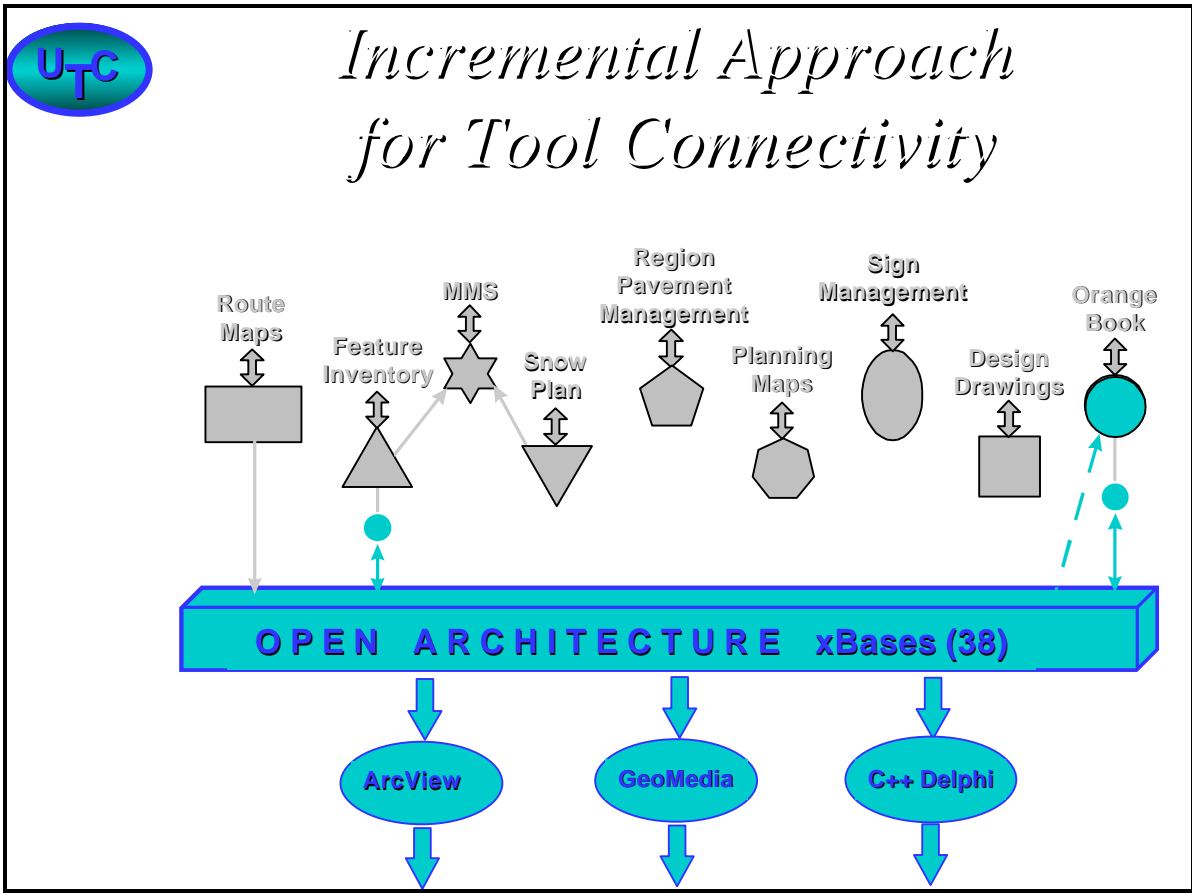 UTC
Incremental Approach
for Tool Connectivity
Route
Maps
Feature
Inventory
MMS
Snow
Plan
Region
Pavement
Management
Planning
Maps
Sign
Management
Design
Drawings
Orange
Book
OPEN ARCHITECTURE xBases (38)
ArcView
GeoMedia
C++ Delphi